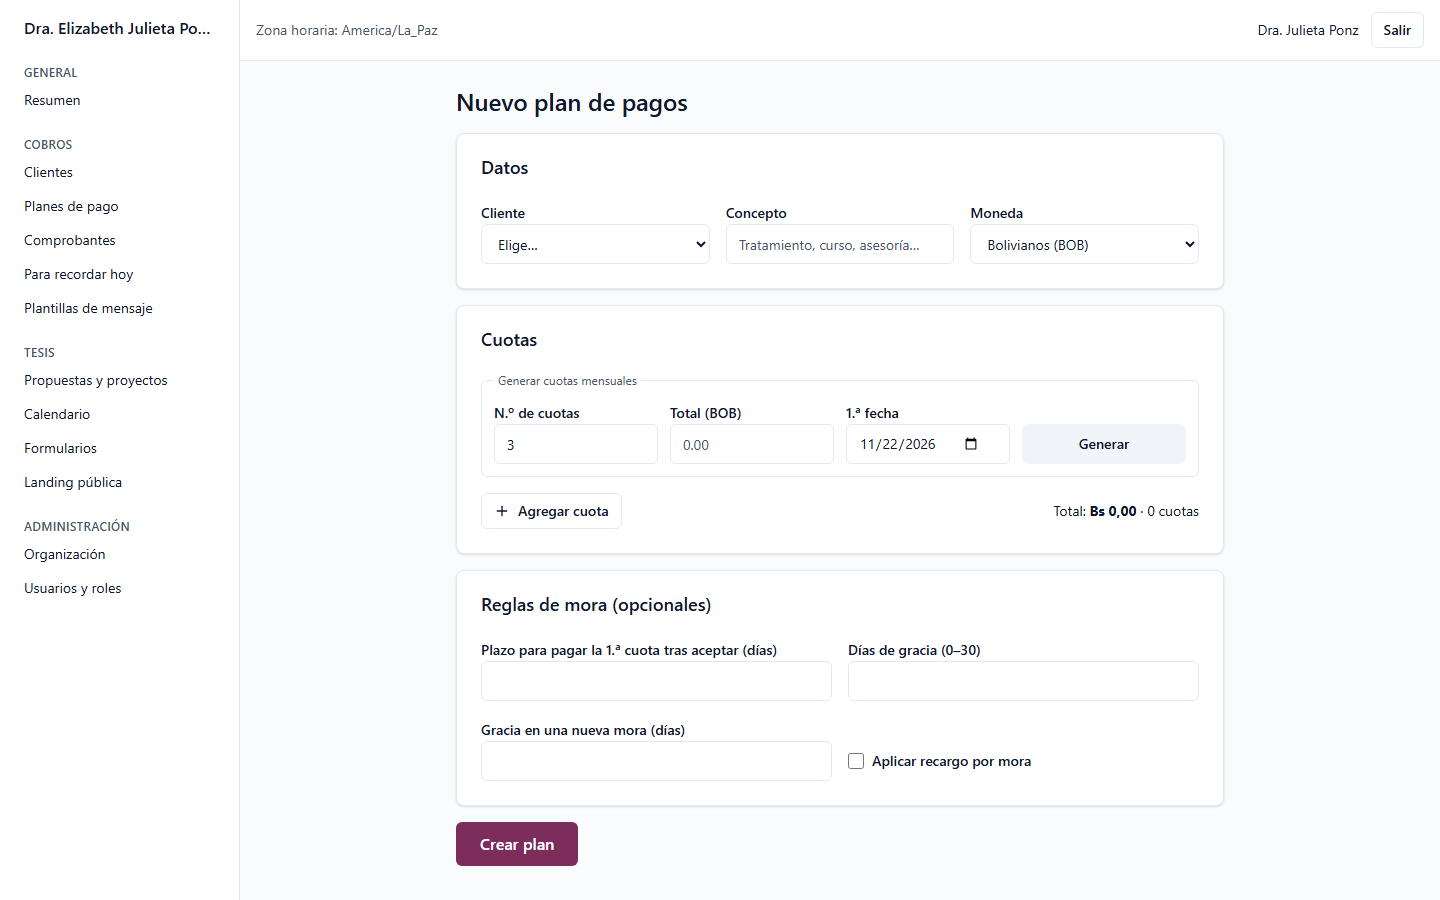 Dra. Elizabeth Julieta Po...
Zona horaria: America/La_Paz
Dra. Julieta Ponz
Salir
GENERAL
Resumen
COBROS
Clientes
Planes de pago
Comprobantes
Para recordar hoy
Plantillas de mensaje
TESIS
Propuestas y proyectos
Calendario
Formularios
Landing pública
ADMINISTRACIÓN
Organización
Usuarios y roles
Nuevo plan de pagos
Datos
Cliente
Concepto
Moneda
Elige...
Tratamiento, curso, asesoría...
Bolivianos (BOB)
Cuotas
Generar cuotas mensuales
N.º de cuotas
Total (BOB)
1.ª fecha
3
0.00
11/22/2026
Generar
+ Agregar cuota
Total: Bs 0,00 · 0 cuotas
Reglas de mora (opcionales)
Plazo para pagar la 1.ª cuota tras aceptar (días)
Días de gracia (0–30)
Gracia en una nueva mora (días)
Aplicar recargo por mora
Crear plan